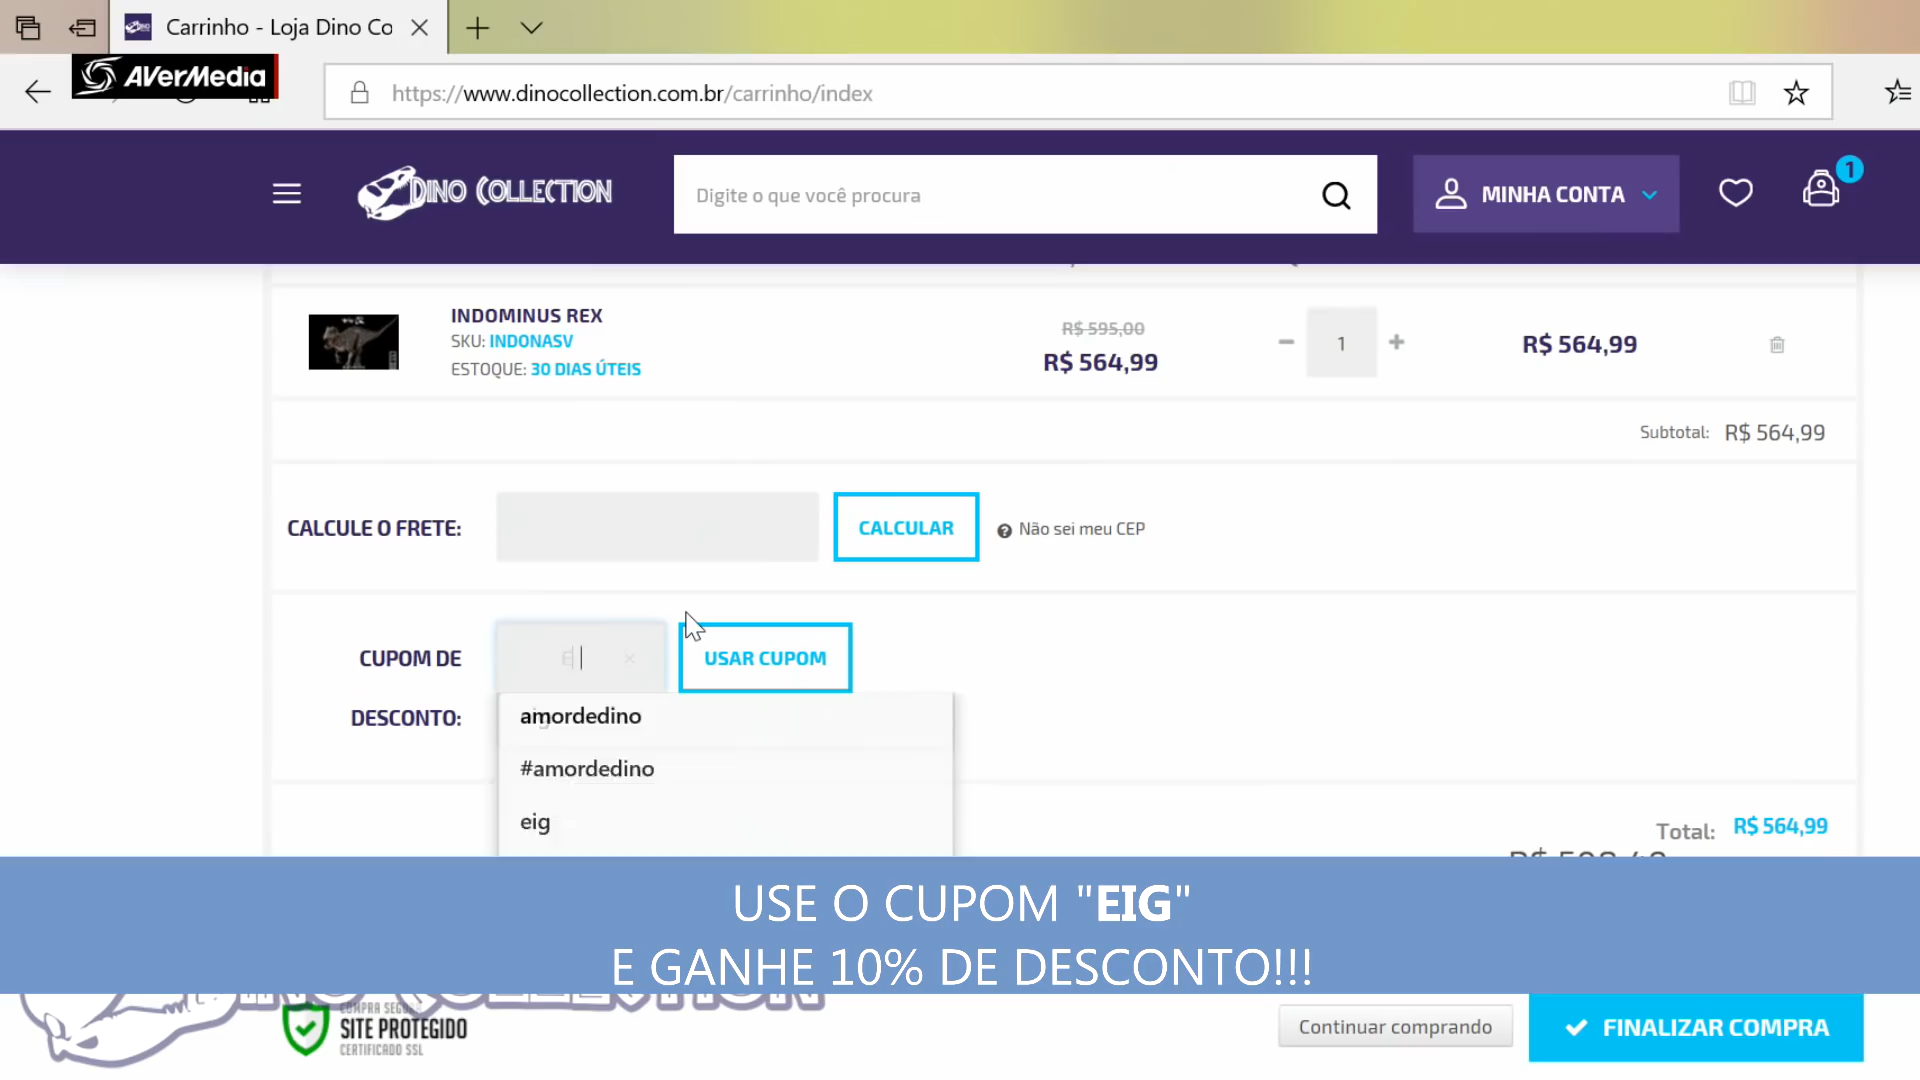 Carrinho - Loja Dino Co
AVerMedia
https://www.dinocollection.com.br/carrinho/index
DINO COLLECTION
Digite o que você procura
MINHA CONTA
1
INDOMINUS REX
SKU: INDONASV
ESTOQUE: 30 DIAS ÚTEIS
R$ 595,00
R$ 564,99
1
R$ 564,99
Subtotal: R$ 564,99
CALCULE O FRETE:
CALCULAR
Não sei meu CEP
CUPOM DE
DESCONTO:
E
USAR CUPOM
amordedino
#amordedino
eig
Total: R$ 564,99
USE O CUPOM "EIG"
E GANHE 10% DE DESCONTO!!!
COMPRA SEGURA
SITE PROTEGIDO
CERTIFICADO SSL
Continuar comprando
FINALIZAR COMPRA